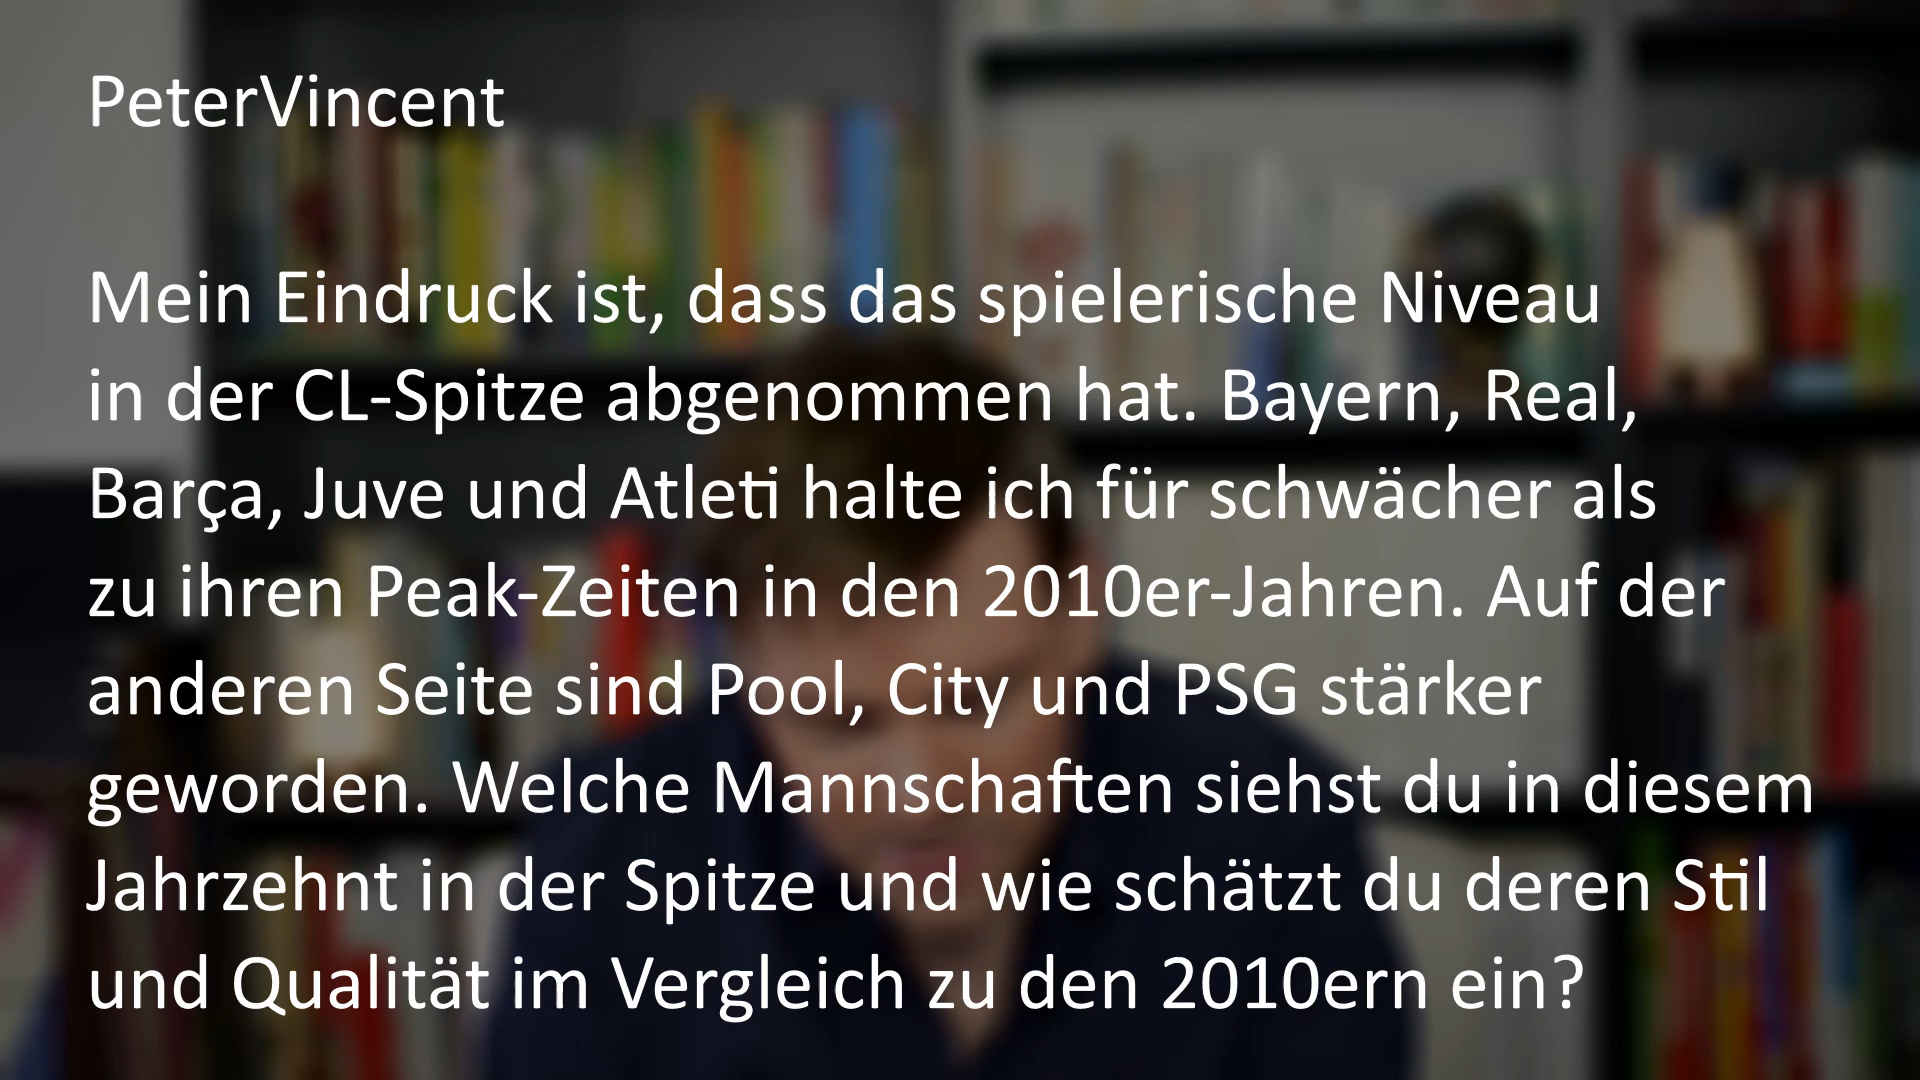 PeterVincent
Mein Eindruck ist, dass das spielerische Niveau
in der CL-Spitze abgenommen hat. Bayern, Real,
Barça, Juve und Atleti halte ich für schwächer als
zu ihren Peak-Zeiten in den 2010er-Jahren. Auf der
anderen Seite sind Pool, City und PSG stärker
geworden. Welche Mannschaften siehst du in diesem
Jahrzehnt in der Spitze und wie schätzt du deren Stil
und Qualität im Vergleich zu den 2010ern ein?